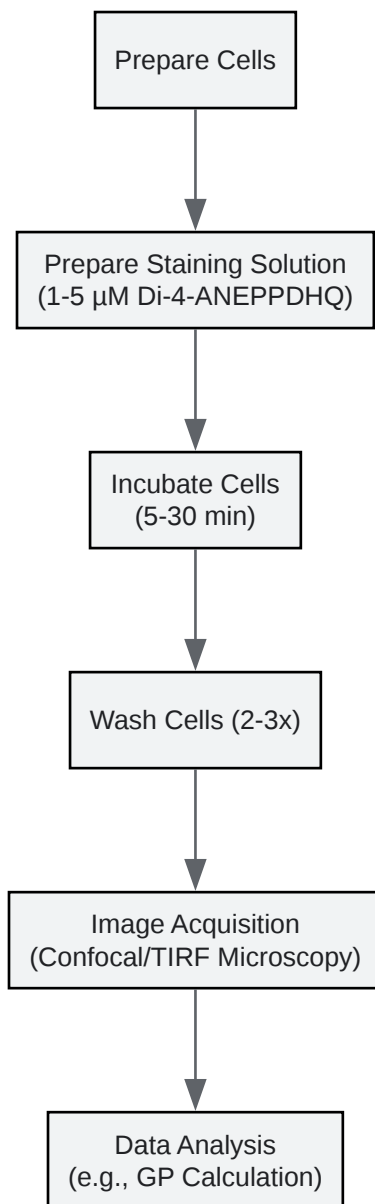 Prepare Cells
Prepare Staining Solution
(1-5 µM Di-4-ANEPPDHQ)
Incubate Cells
(5-30 min)
Wash Cells (2-3x)
Image Acquisition
(Confocal/TIRF Microscopy)
Data Analysis
(e.g., GP Calculation)